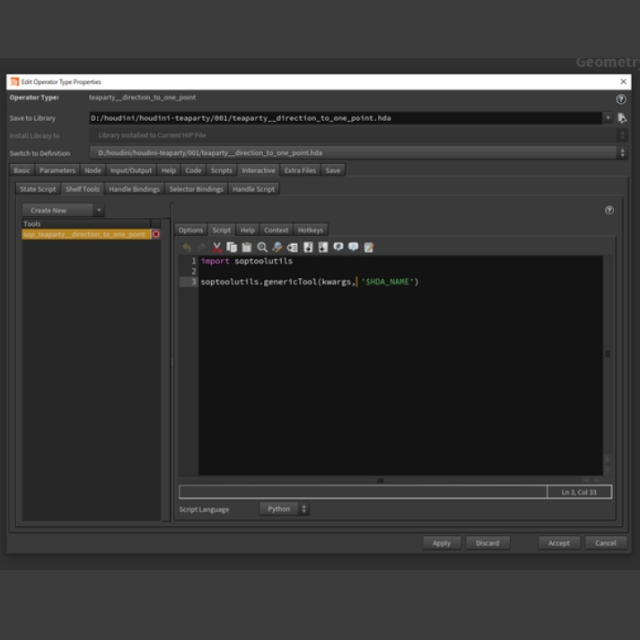 Geometr
Edit Operator Type Properties
Operator Type: teaparty__direction_to_one_point
Save to Library D:/houdini/houdini-teaparty/001/teaparty__direction_to_one_point.hda
Install Library to Library Installed to Current HIP File
Switch to Definition D:/houdini/houdini-teaparty/001/teaparty__direction_to_one_point.hda
Basic Parameters Node Input/Output Help Code Scripts Interactive Extra Files Save
State Script Shelf Tools Handle Bindings Selector Bindings Handle Script
Create New
Tools
sop_teaparty__direction_to_one_point
Options Script Help Context Hotkeys
1 import soptoolutils
2
3 soptoolutils.genericTool(kwargs, '$HDA_NAME')
Ln 3, Col 33
Script Language Python
Apply Discard Accept Cancel